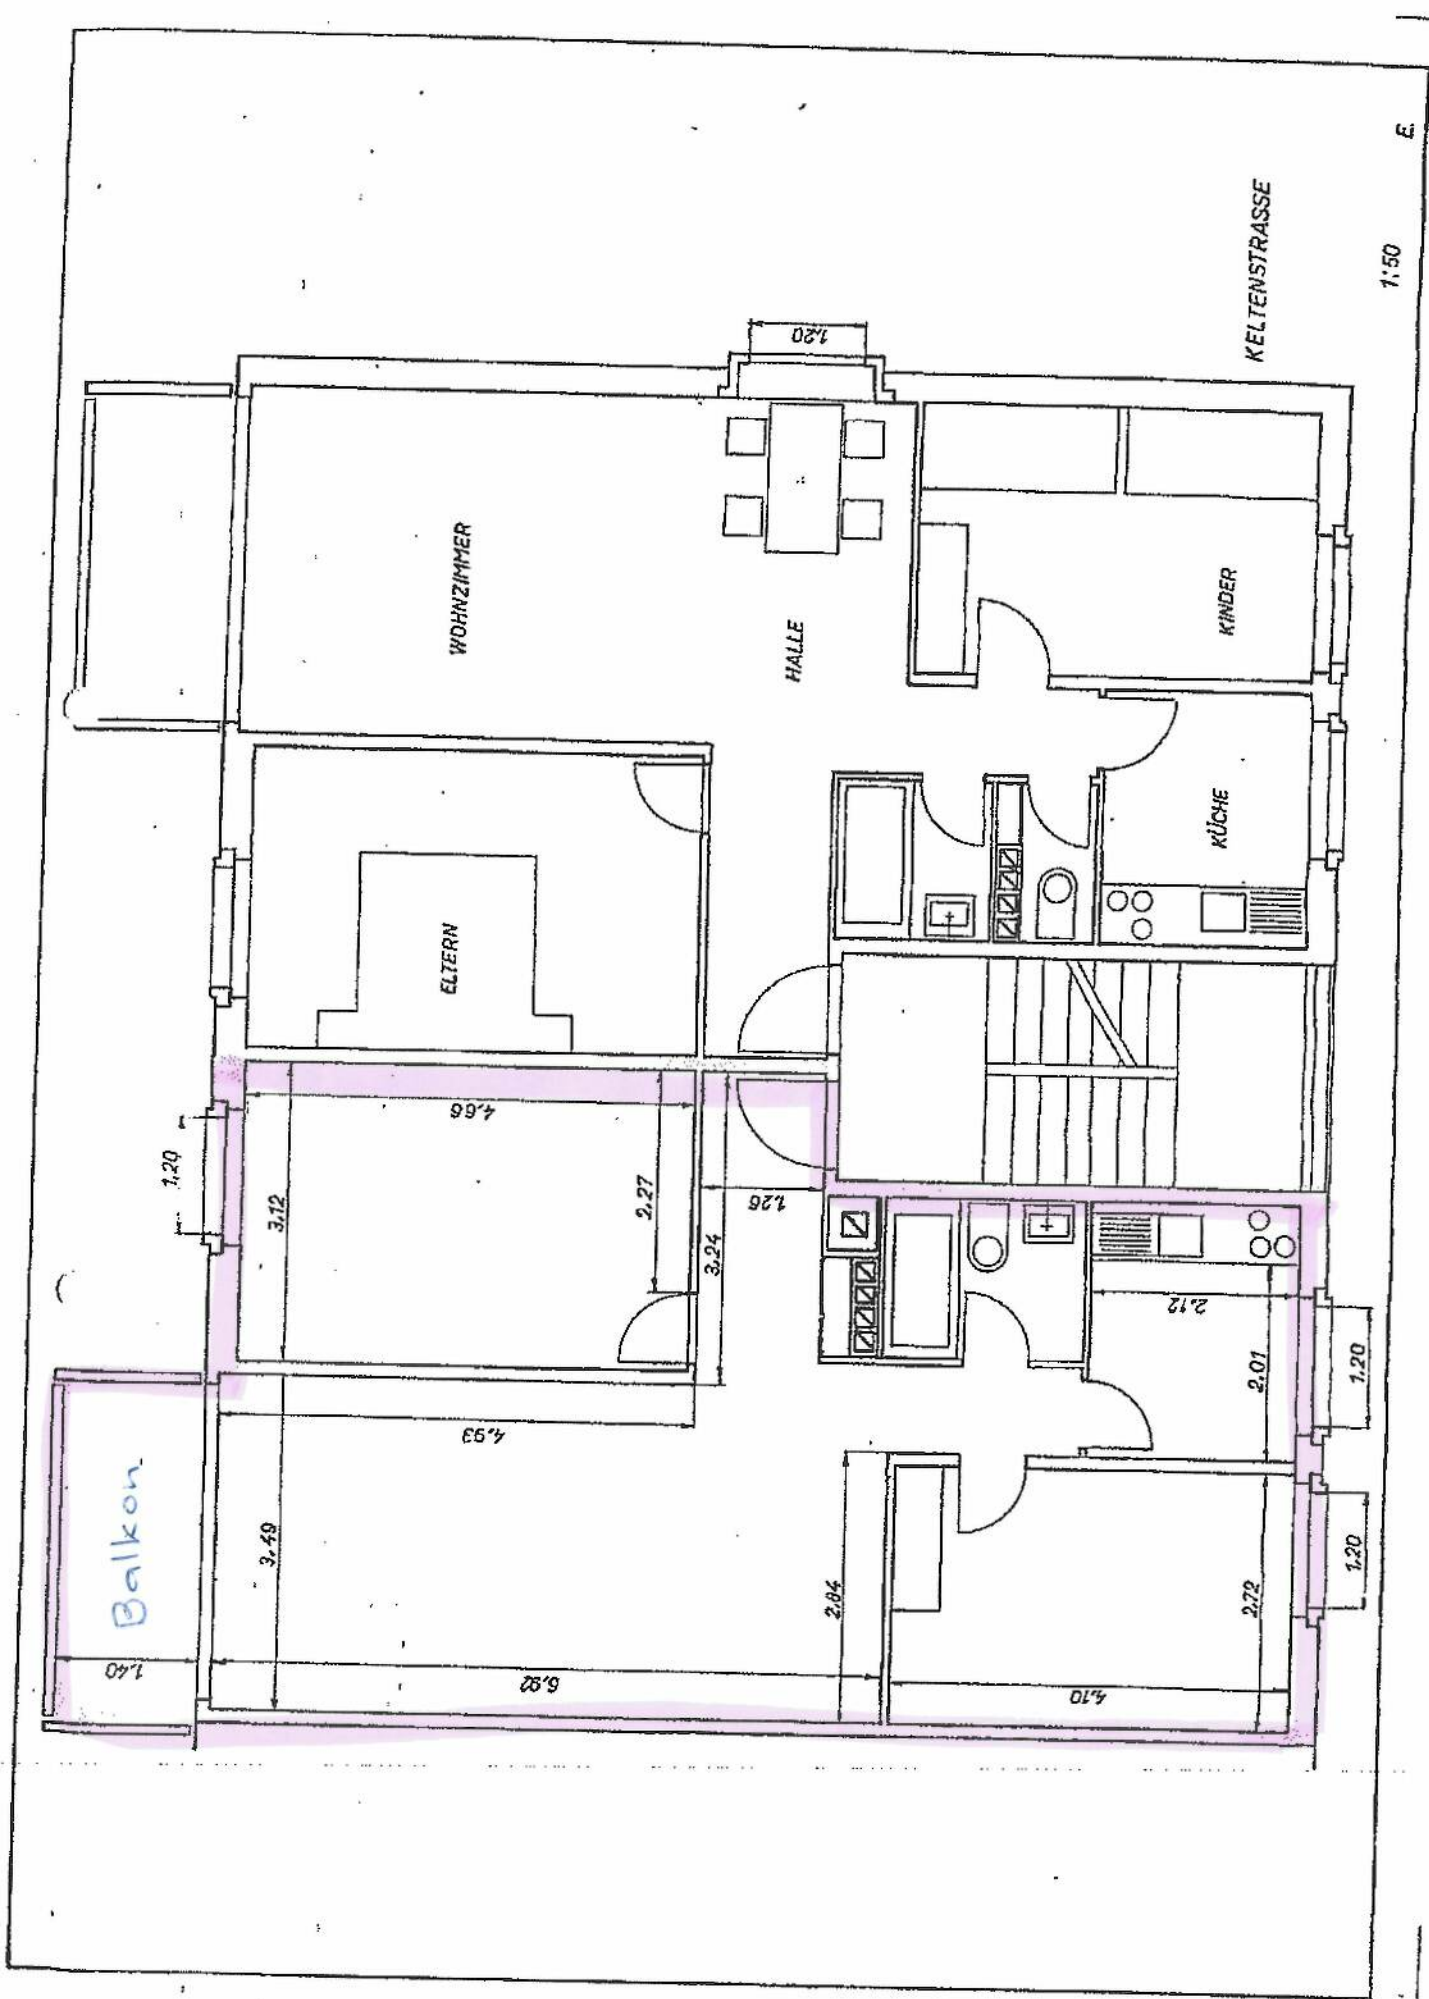 E.
1:50
KELTENSTRASSE
1.20
WOHNZIMMER
HALLE
KINDER
KÜCHE
ELTERN
1.20
4.66
3.12
2.27
1.26
3.24
2.12
2.01
1.20
4.93
Balkon
3.49
2.84
2.72
1.20
1.40
6.92
4.10